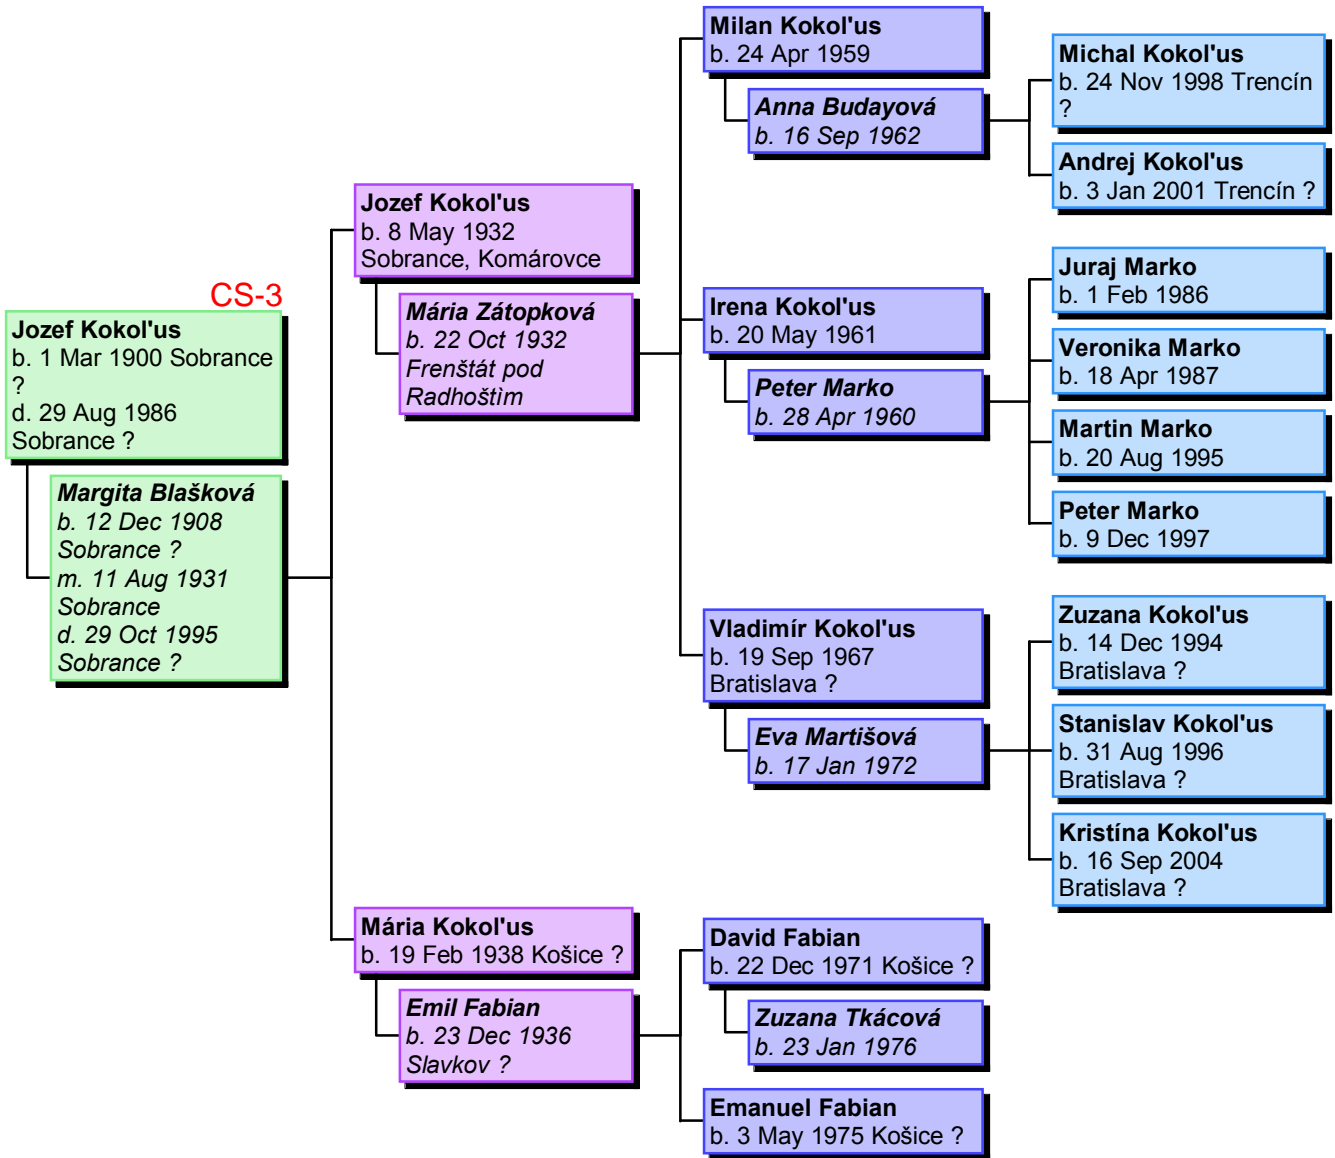 CS-3
Jozef Kokol'us
b. 1 Mar 1900 Sobrance
?
d. 29 Aug 1986
Sobrance ?
Margita Blašková
b. 12 Dec 1908
Sobrance ?
m. 11 Aug 1931
Sobrance
d. 29 Oct 1995
Sobrance ?
Jozef Kokol'us
b. 8 May 1932
Sobrance, Komárovce
Mária Zátopková
b. 22 Oct 1932
Frenštát pod
Radhoštim
Milan Kokol'us
b. 24 Apr 1959
Anna Budayová
b. 16 Sep 1962
Michal Kokol'us
b. 24 Nov 1998 Trencín
?
Andrej Kokol'us
b. 3 Jan 2001 Trencín ?
Irena Kokol'us
b. 20 May 1961
Peter Marko
b. 28 Apr 1960
Juraj Marko
b. 1 Feb 1986
Veronika Marko
b. 18 Apr 1987
Martin Marko
b. 20 Aug 1995
Peter Marko
b. 9 Dec 1997
Vladimír Kokol'us
b. 19 Sep 1967
Bratislava ?
Eva Martišová
b. 17 Jan 1972
Zuzana Kokol'us
b. 14 Dec 1994
Bratislava ?
Stanislav Kokol'us
b. 31 Aug 1996
Bratislava ?
Kristína Kokol'us
b. 16 Sep 2004
Bratislava ?
Mária Kokol'us
b. 19 Feb 1938 Košice ?
Emil Fabian
b. 23 Dec 1936
Slavkov ?
David Fabian
b. 22 Dec 1971 Košice ?
Zuzana Tkácová
b. 23 Jan 1976
Emanuel Fabian
b. 3 May 1975 Košice ?